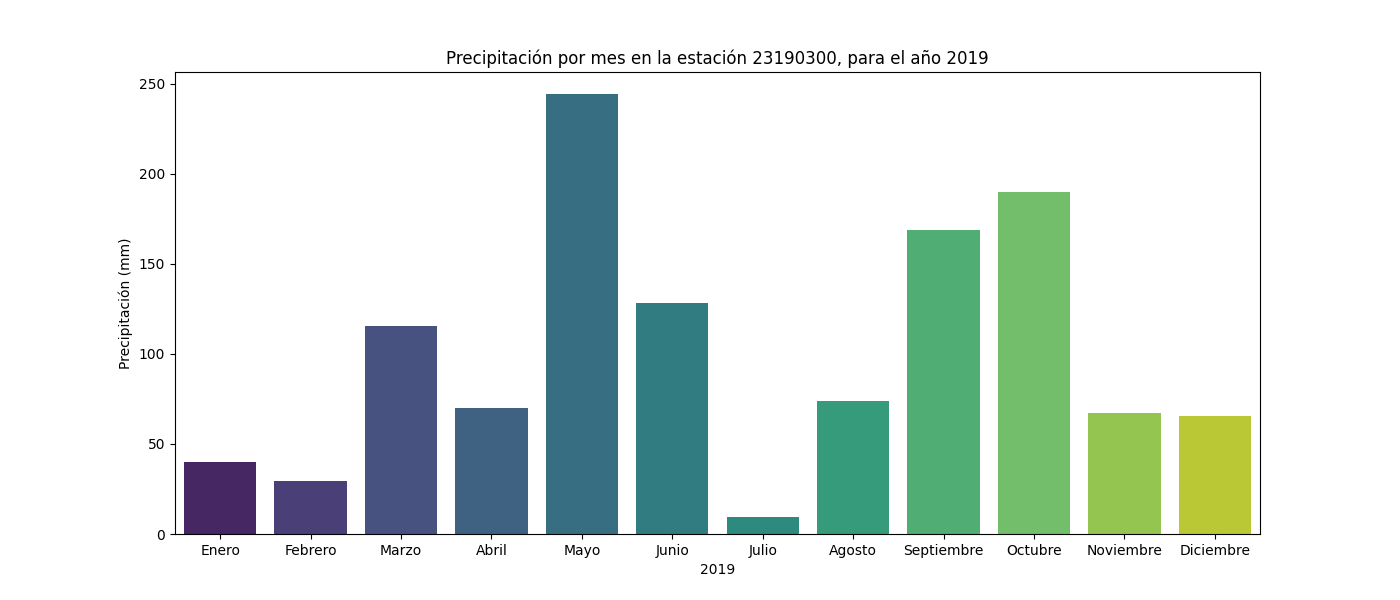 Precipitación por mes en la estación 23190300, para el año 2019
Precipitación (mm)
250
200
150
100
50
0
Enero Febrero Marzo Abril Mayo Junio Julio Agosto Septiembre Octubre Noviembre Diciembre
2019